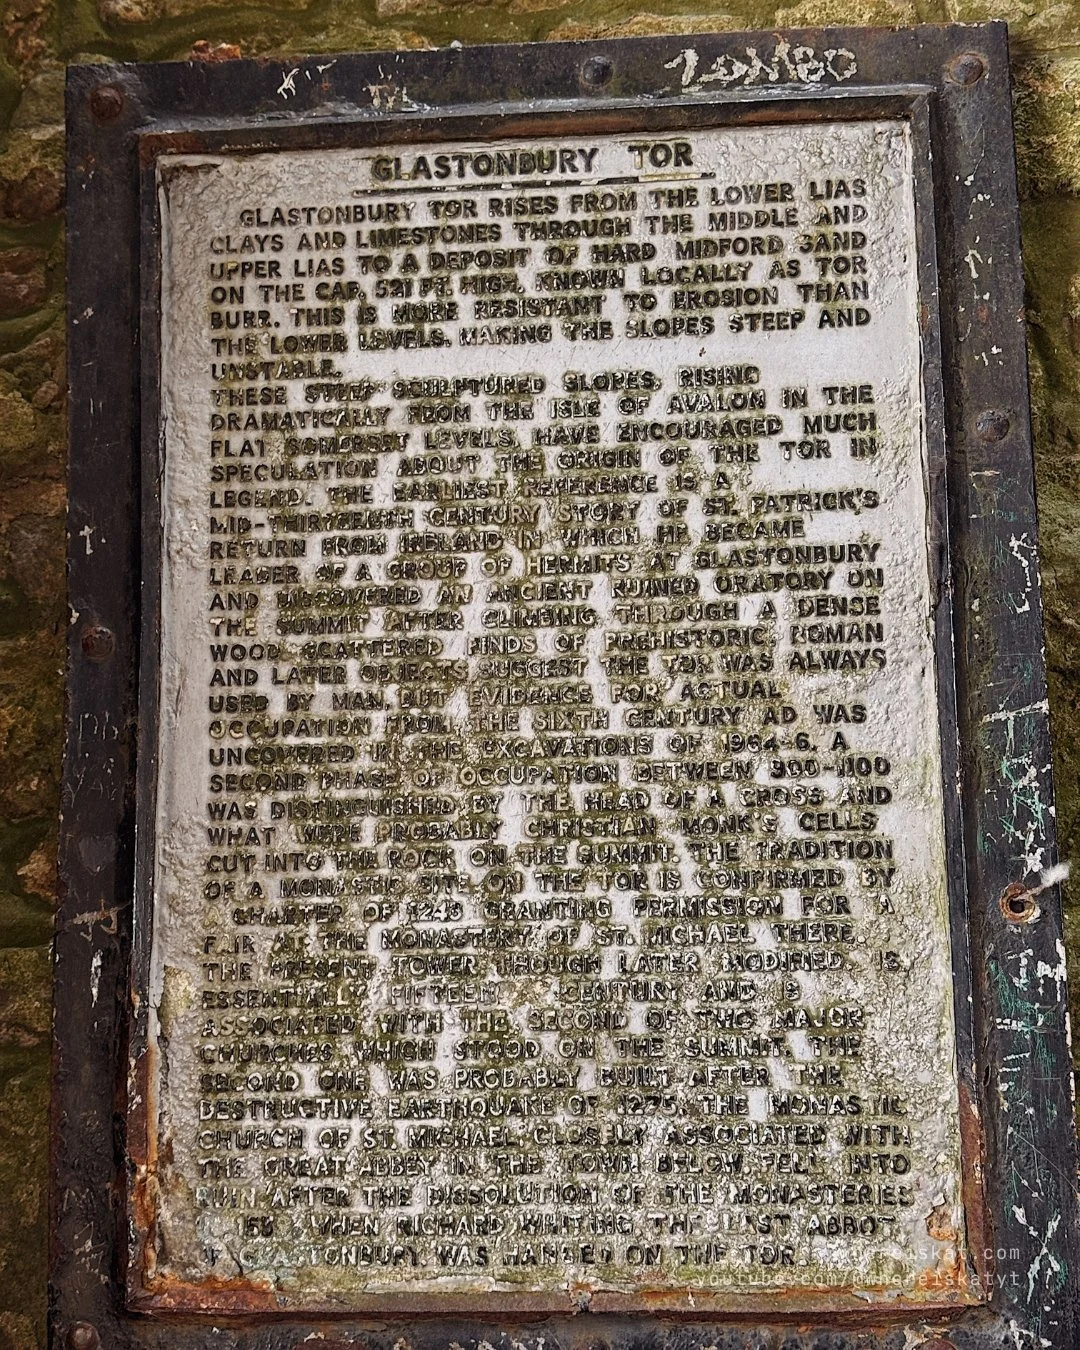 LOMBO
GLASTONBURY TOR
GLASTONBURY TOR RISES FROM THE LOWER LIAS
CLAYS AND LIMESTONES THROUGH THE MIDDLE AND
UPPER LIAS TO A DEPOSIT OF HARD MIDFORD SAND
ON THE CAP, 521 FT. HIGH, KNOWN LOCALLY AS TOR
BURR. THIS IS MORE RESISTANT TO EROSION THAN
THE LOWER LEVELS, MAKING THE SLOPES STEEP AND
UNSTABLE.
THESE STEEP SCULPTURED SLOPES, RISING
DRAMATICALLY FROM THE ISLE OF AVALON IN THE
FLAT SOMERSET LEVELS, HAVE ENCOURAGED MUCH
SPECULATION ABOUT THE ORIGIN OF THE TOR IN
LEGEND. THE EARLIEST REFERENCE IS A
MID-THIRTEENTH CENTURY STORY OF ST. PATRICK'S
RETURN FROM IRELAND IN WHICH HE BECAME
LEADER OF A GROUP OF HERMITS AT GLASTONBURY
AND DISCOVERED AN ANCIENT RUINED ORATORY ON
THE SUMMIT AFTER CLIMBING THROUGH A DENSE
WOOD. SCATTERED FINDS OF PREHISTORIC, ROMAN
AND LATER OBJECTS SUGGEST THE TOR WAS ALWAYS
USED BY MAN, BUT EVIDENCE FOR ACTUAL
OCCUPATION FROM THE SIXTH CENTURY AD WAS
UNCOVERED IN THE EXCAVATIONS OF 1964-6. A
SECOND PHASE OF OCCUPATION BETWEEN 900-1100
WAS DISTINGUISHED BY THE HEAD OF A CROSS AND
WHAT WERE PROBABLY CHRISTIAN MONK'S CELLS
CUT INTO THE ROCK ON THE SUMMIT. THE TRADITION
OF A MONASTIC SITE ON THE TOR IS CONFIRMED BY
A CHARTER OF 1243 GRANTING PERMISSION FOR A
FAIR AT THE MONASTERY OF ST. MICHAEL THERE.
THE PRESENT TOWER THOUGH LATER MODIFIED IS
ESSENTIALLY FIFTEENTH CENTURY AND IS
ASSOCIATED WITH THE SECOND OF TWO MAJOR
CHURCHES WHICH STOOD ON THE SUMMIT. THE
SECOND ONE WAS PROBABLY BUILT AFTER THE
DESTRUCTIVE EARTHQUAKE OF 1275. THE MONASTIC
CHURCH OF ST. MICHAEL CLOSELY ASSOCIATED WITH
THE GREAT ABBEY IN THE TOWN BELOW FELL INTO
RUIN AFTER THE DISSOLUTION OF THE MONASTERIES
WHEN RICHARD WHITING THE LAST ABBOT
OF GLASTONBURY WAS HANGED ON THE TOR.
whereiskat.com
youtube.com/@whereiskatyt